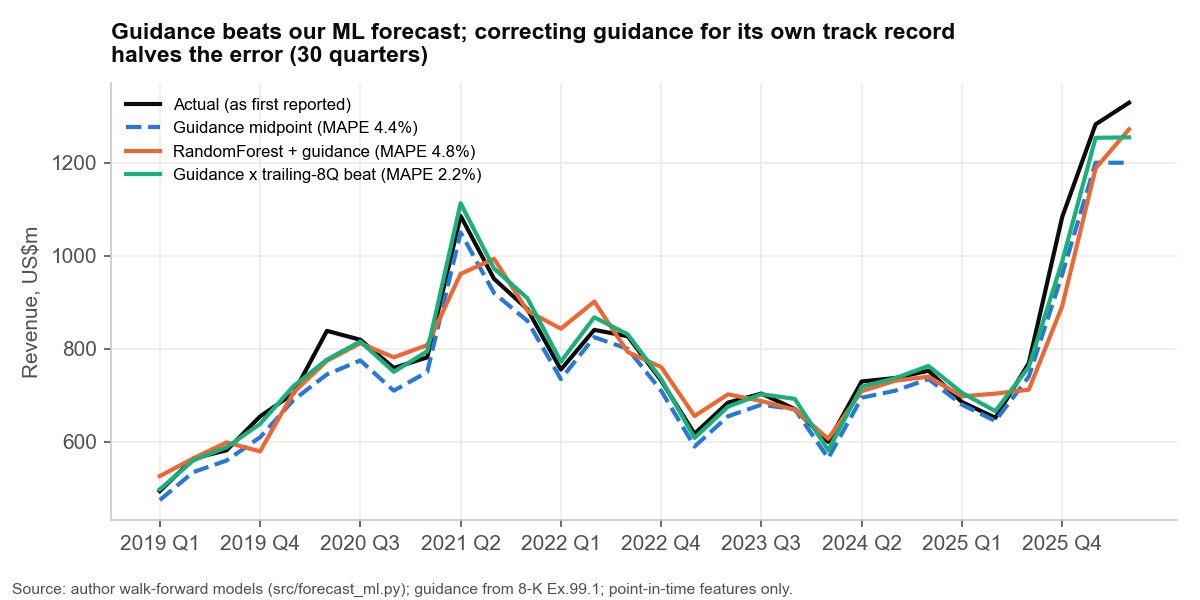 Guidance beats our ML forecast; correcting guidance for its own track record
halves the error (30 quarters)
Actual (as first reported)
Guidance midpoint (MAPE 4.4%)
RandomForest + guidance (MAPE 4.8%)
Guidance x trailing-8Q beat (MAPE 2.2%)
Revenue, US$m
1200
1000
800
600
2019 Q1
2019 Q4
2020 Q3
2021 Q2
2022 Q1
2022 Q4
2023 Q3
2024 Q2
2025 Q1
2025 Q4
Source: author walk-forward models (src/forecast_ml.py); guidance from 8-K Ex.99.1; point-in-time features only.